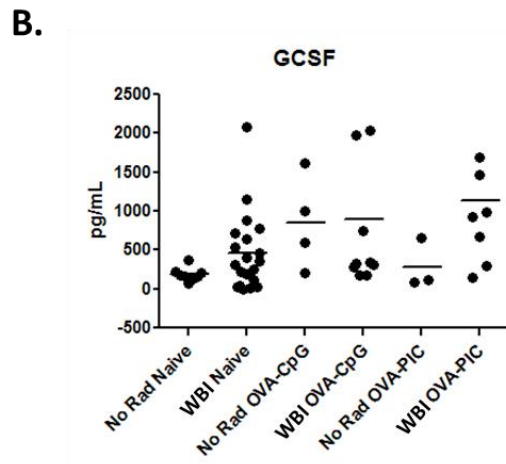 B.
GCSF
pg/mL
2500
2000
1500
1000
500
0
-500
No Rad Naive
WBI Naive
No Rad OVA-CpG
WBI OVA-CpG
No Rad OVA-PIC
WBI OVA-PIC